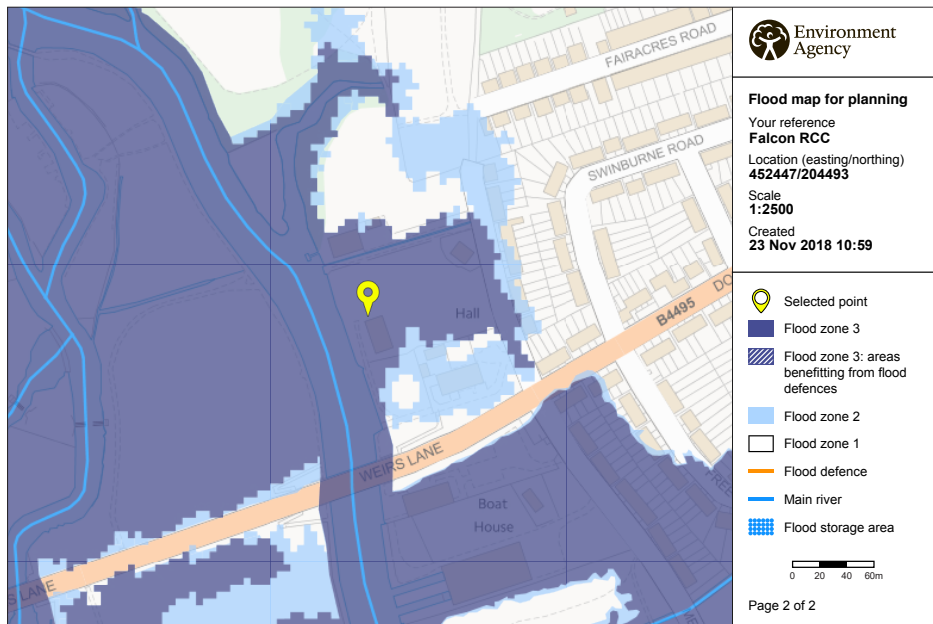 FAIRACRES ROAD
SWINBURNE ROAD
B4495
DO
Hall
WEIRS LANE
Boat
House
FREE
S LANE
Environment
Agency
Flood map for planning
Your reference
Falcon RCC
Location (easting/northing)
452447/204493
Scale
1:2500
Created
23 Nov 2018 10:59
Selected point
Flood zone 3
Flood zone 3: areas
benefitting from flood
defences
Flood zone 2
Flood zone 1
Flood defence
Main river
Flood storage area
0 20 40 60m
Page 2 of 2